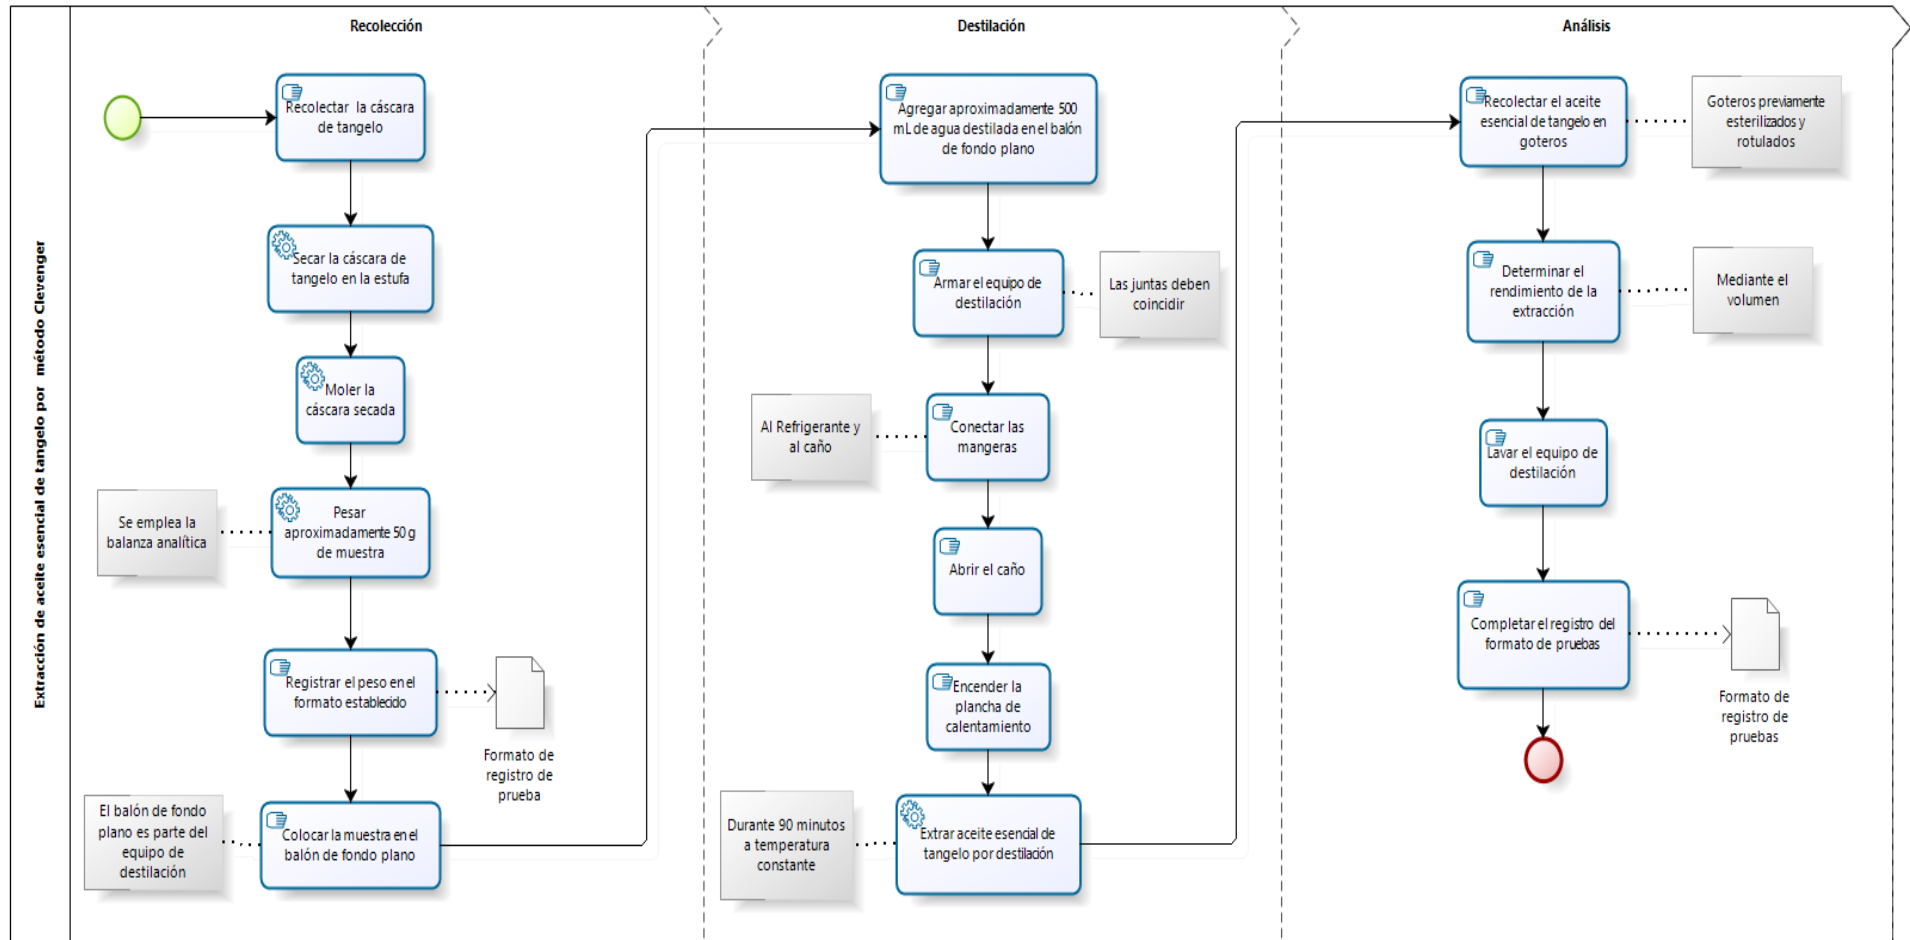 Extracción de aceite esencial de tangelo por método Clevenger
Recolección
Recolectar la cáscara
de tangelo
Secar la cáscara de
tangelo en la estufa
Moler la
cáscara secada
Pesar
aproximadamente 50 g
de muestra
Se emplea la
balanza analítica
Registrar el peso en el
formato establecido
Formato de
registro de
prueba
Colocar la muestra en el
balón de fondo plano
El balón de fondo
plano es parte del
equipo de
destilación
Destilación
Agregar aproximadamente 500
mL de agua destilada en el balón
de fondo plano
Armar el equipo de
destilación
Las juntas deben
coincidir
Conectar las
mangeras
Al Refrigerante y
al caño
Abrir el caño
Encender la
plancha de
calentamiento
Extrar aceite esencial de
tangelo por destilación
Durante 90 minutos
a temperatura
constante
Análisis
Recolectar el aceite
esencial de tangelo en
goteros
Goteros previamente
esterilizados y
rotulados
Determinar el
rendimiento de la
extracción
Mediante el
volumen
Lavar el equipo de
destilación
Completar el registro del
formato de pruebas
Formato de
registro de
pruebas